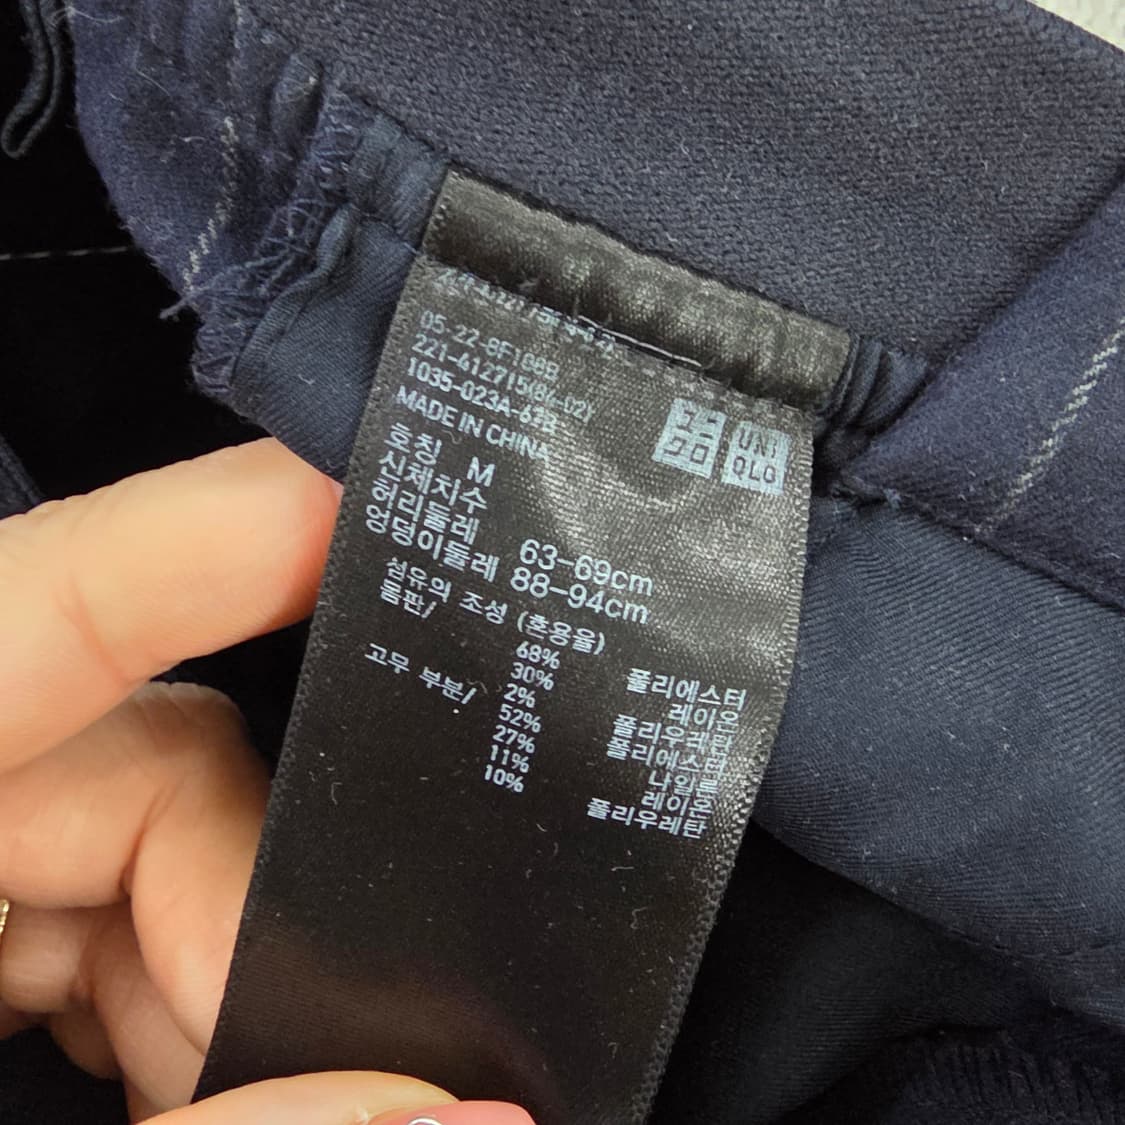 05-22-8F188B
221-412715(84-02)
1035-023A-67B
MADE IN CHINA
ユニ
クロ
UNI
QLO
호칭 M
신체치수
허리둘레 63-69cm
엉덩이둘레 88-94cm
섬유의 조성 (혼용율)
몸판/ 68% 폴리에스터
30% 레이온
2% 폴리우레탄
고무 부분/ 52% 폴리에스터
27% 나일론
11% 레이온
10% 폴리우레탄